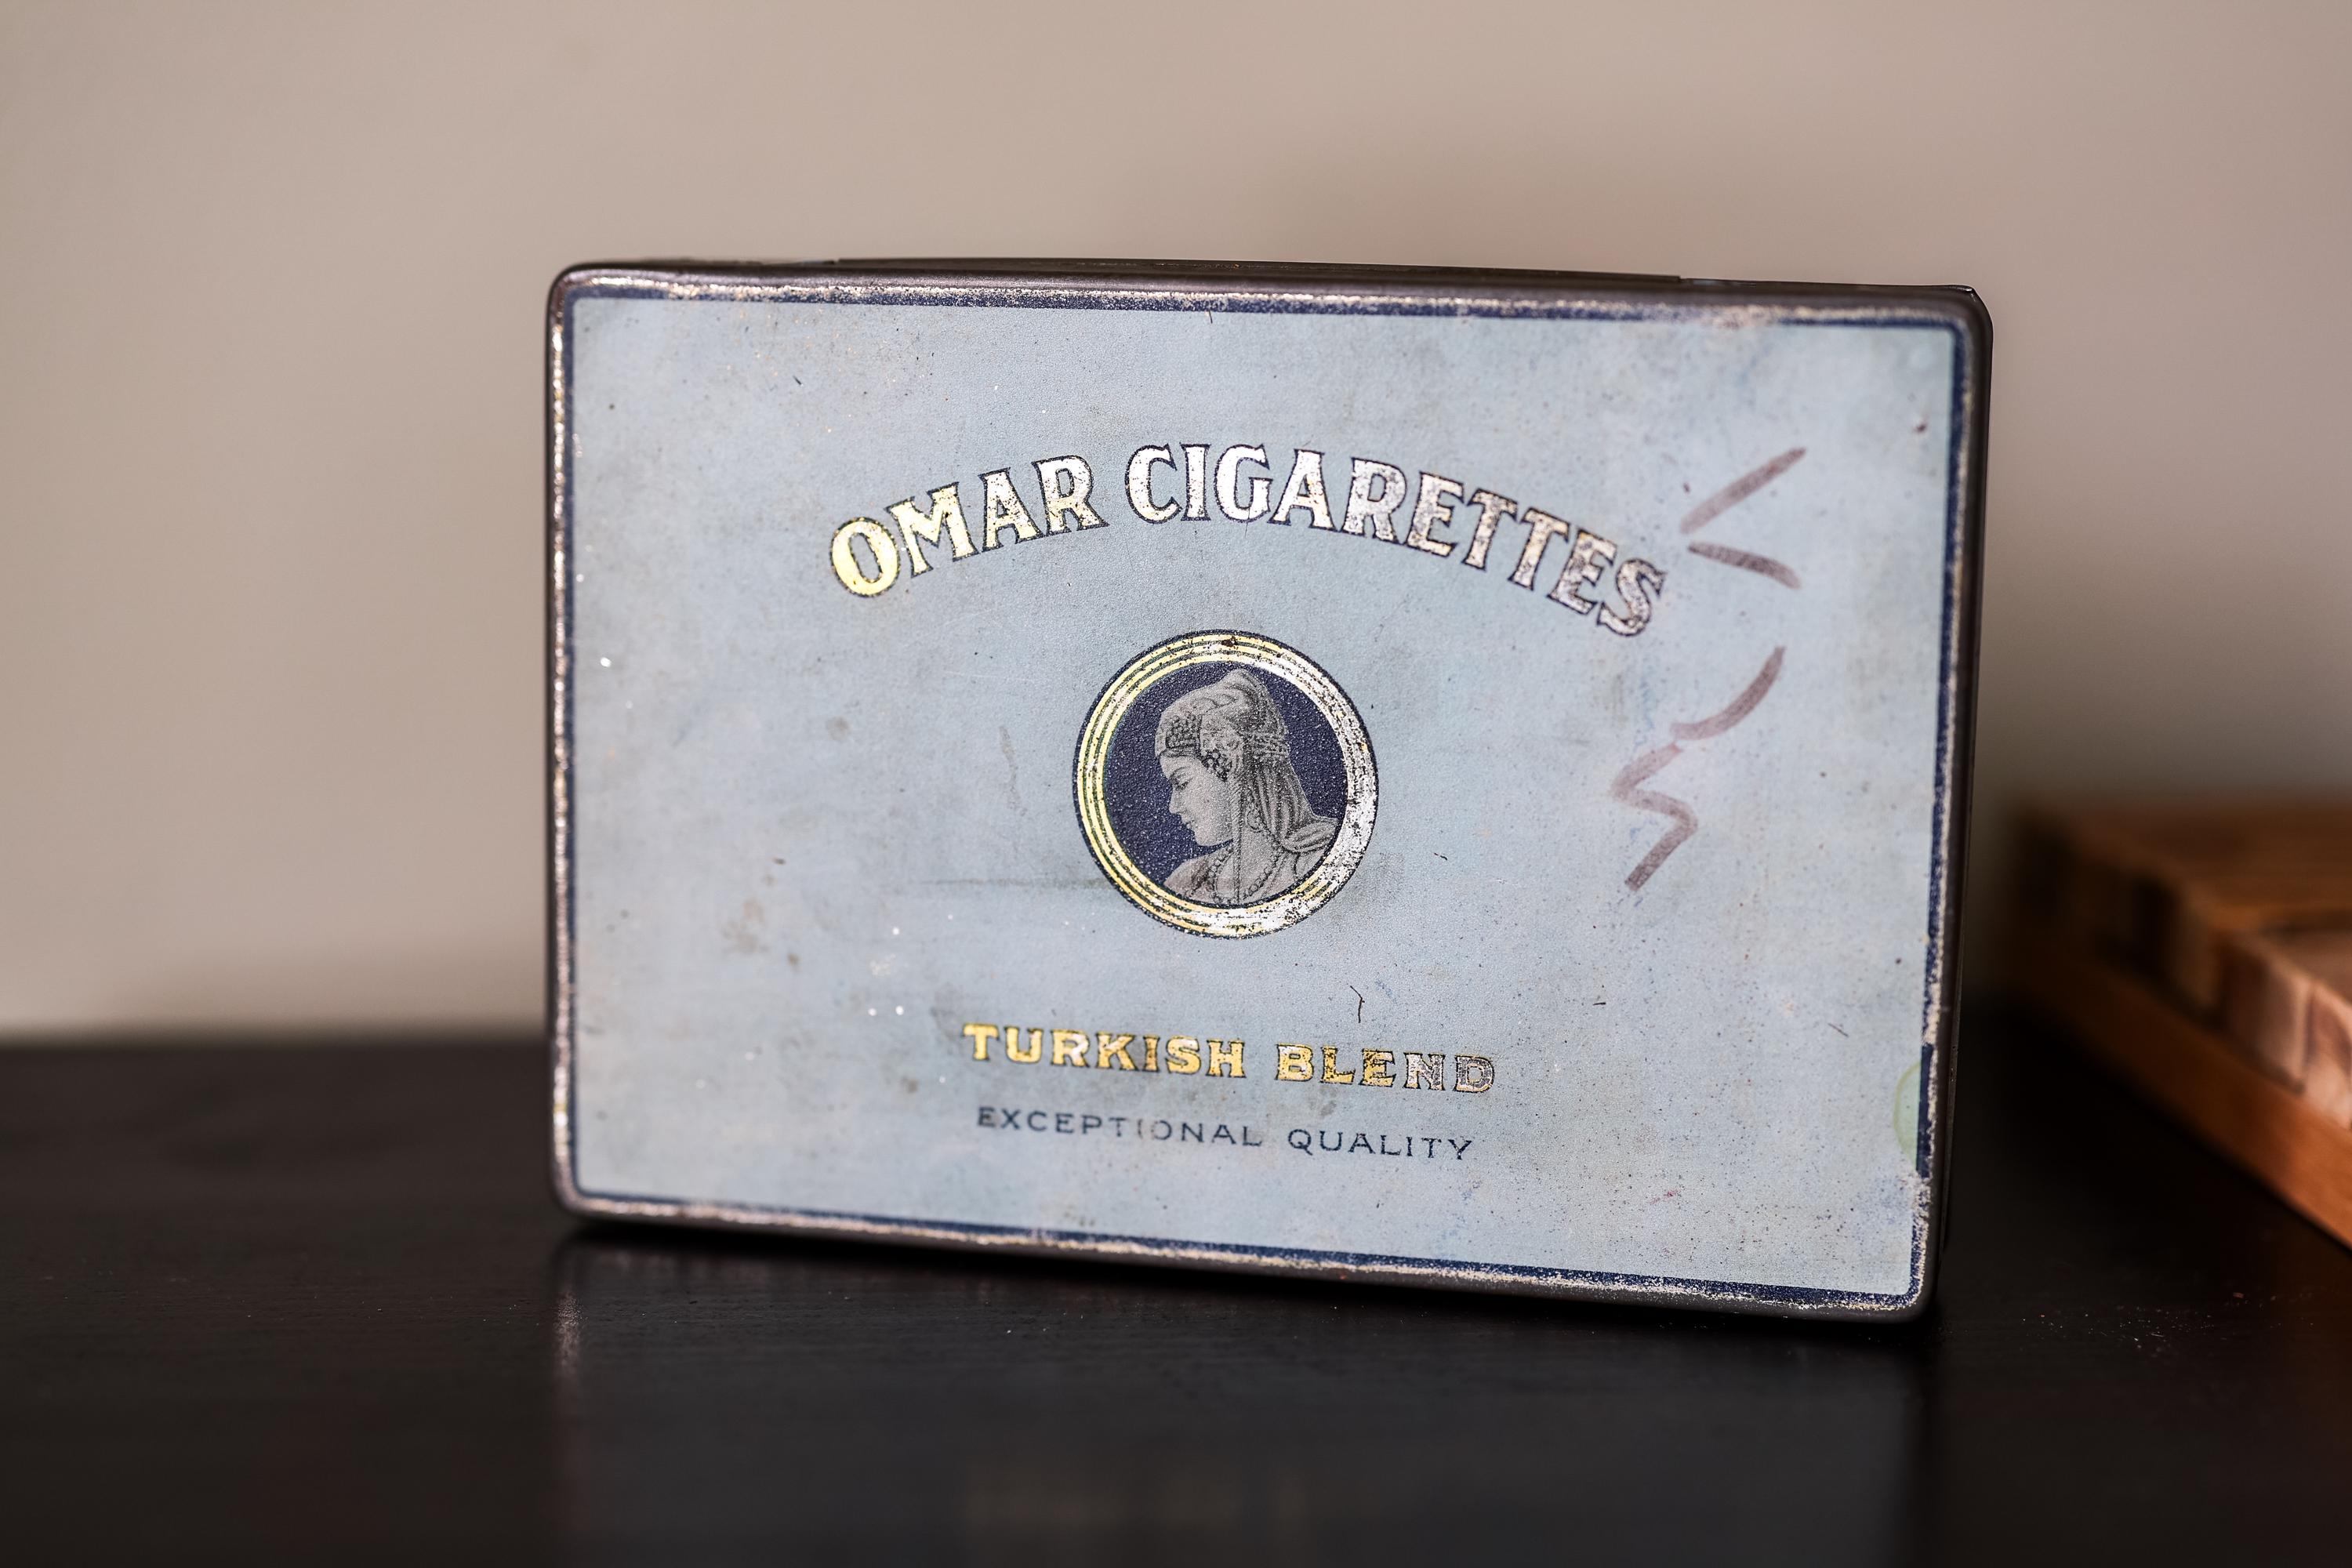 OMAR CIGARETTES
TURKISH BLEND
EXCEPTIONAL QUALITY